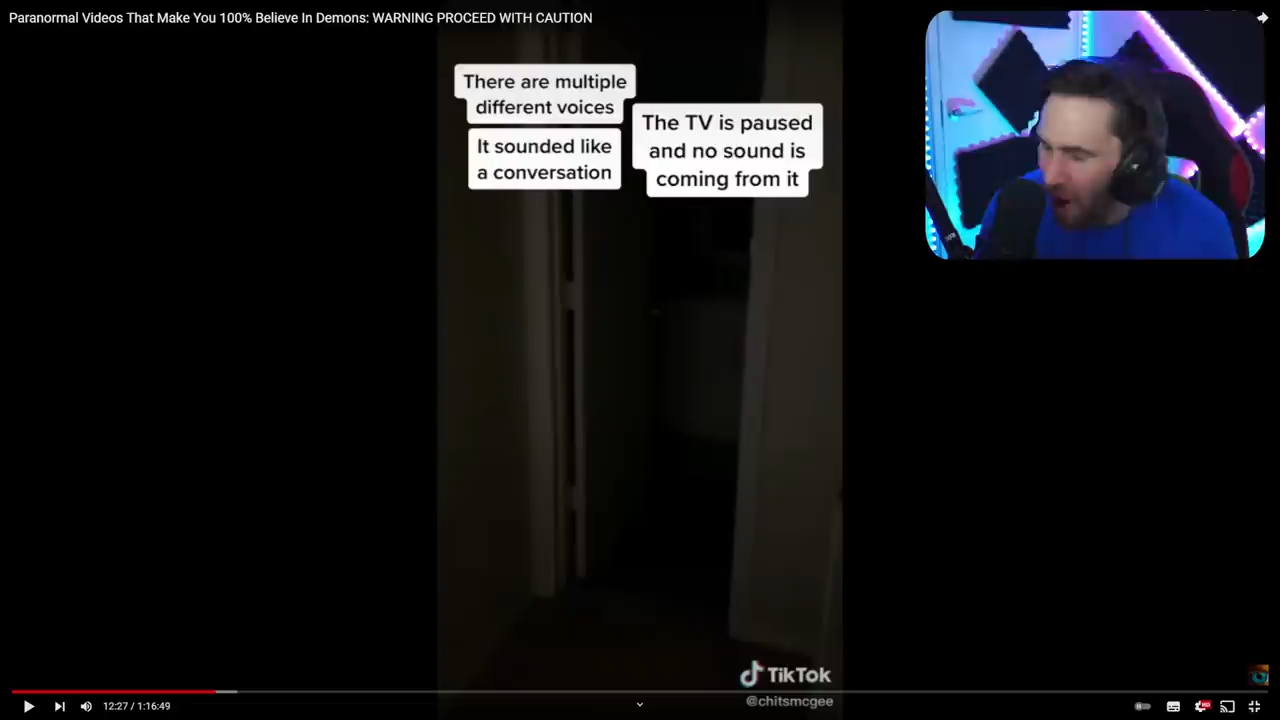 Paranormal Videos That Make You 100% Believe In Demons: WARNING PROCEED WITH CAUTION
There are multiple
different voices
It sounded like
a conversation
The TV is paused
and no sound is
coming from it
TikTok
@chitsmcgee
12:27 / 1:16:49